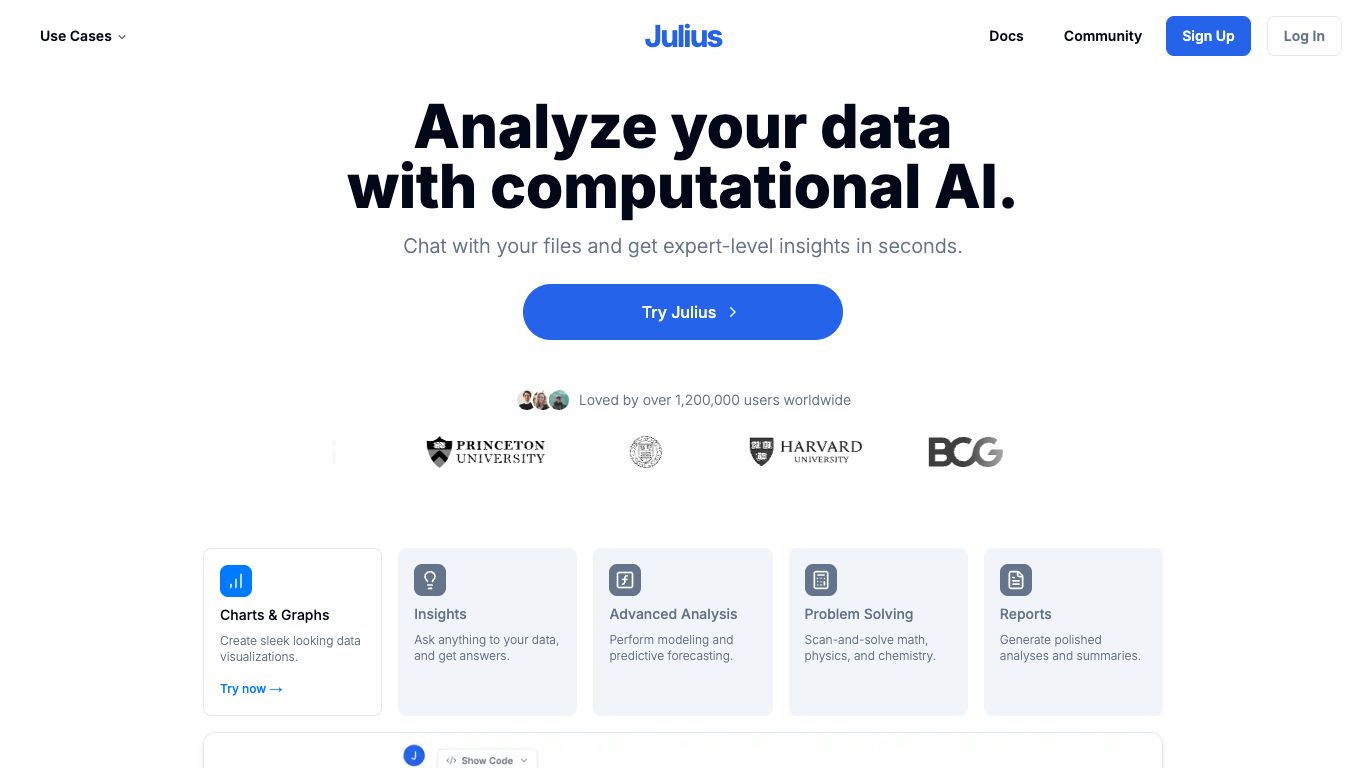 Use Cases
Julius
Docs
Community
Sign Up
Log In
Analyze your data
with computational AI.
Chat with your files and get expert-level insights in seconds.
Try Julius
Loved by over 1,200,000 users worldwide
PRINCETON
UNIVERSITY
HARVARD
UNIVERSITY
BCG
Charts & Graphs
Create sleek looking data
visualizations.
Try now →
Insights
Ask anything to your data,
and get answers.
Advanced Analysis
Perform modeling and
predictive forecasting.
Problem Solving
Scan-and-solve math,
physics, and chemistry.
Reports
Generate polished
analyses and summaries.
J
Show Code